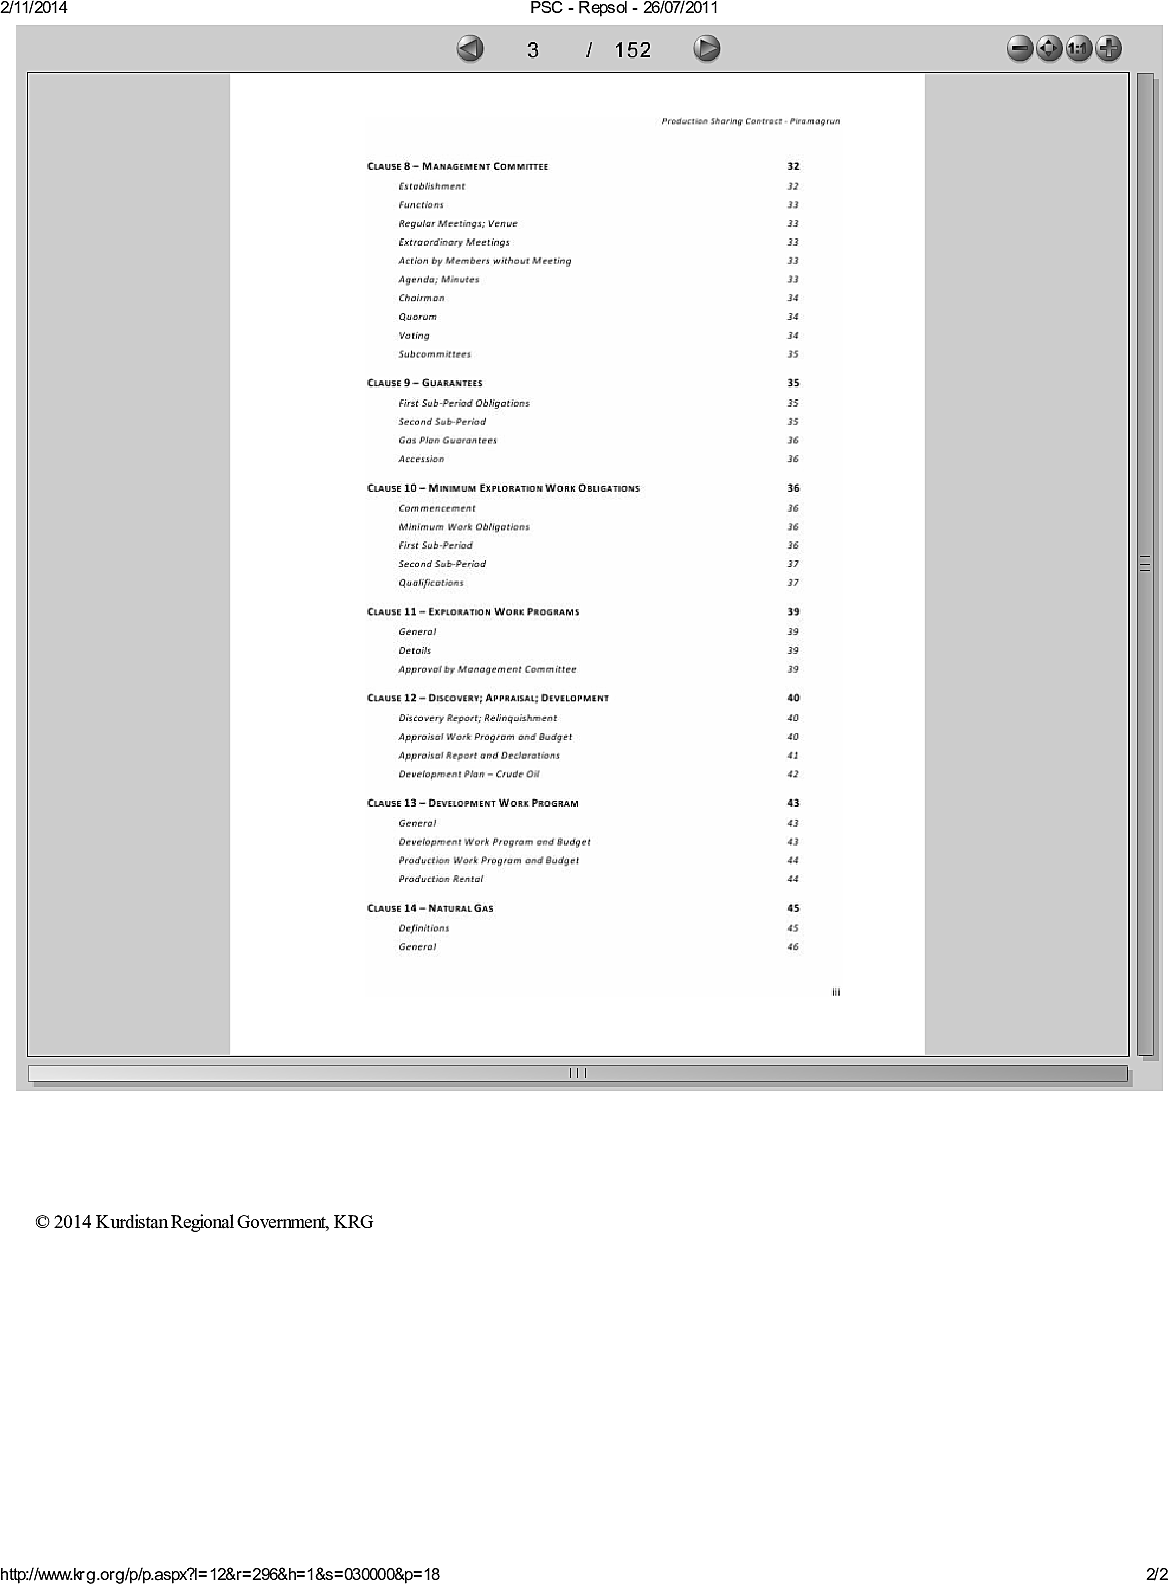 2/11/2014 PSC - Repsol - 26/07/2011
3 / 152 1:1
Production Sharing Contract - Piramagrun
CLAUSE 8 – MANAGEMENT COMMITTEE 32
Establishment 32
Functions 33
Regular Meetings; Venue 33
Extraordinary Meetings 33
Action by Members without Meeting 33
Agenda; Minutes 33
Chairman 34
Quorum 34
Voting 34
Subcommittees 35
CLAUSE 9 – GUARANTEES 35
First Sub-Period Obligations 35
Second Sub-Period 35
Gas Plan Guarantees 36
Accession 36
CLAUSE 10 – MINIMUM EXPLORATION WORK OBLIGATIONS 36
Commencement 36
Minimum Work Obligations 36
First Sub-Period 36
Second Sub-Period 37
Qualifications 37
CLAUSE 11 – EXPLORATION WORK PROGRAMS 39
General 39
Details 39
Approval by Management Committee 39
CLAUSE 12 – DISCOVERY; APPRAISAL; DEVELOPMENT 40
Discovery Report; Relinquishment 40
Appraisal Work Program and Budget 40
Appraisal Report and Declarations 41
Development Plan – Crude Oil 42
CLAUSE 13 – DEVELOPMENT WORK PROGRAM 43
General 43
Development Work Program and Budget 43
Production Work Program and Budget 44
Production Rental 44
CLAUSE 14 – NATURAL GAS 45
Definitions 45
General 46
iii
© 2014 Kurdistan Regional Government, KRG
http://www.krg.org/p/p.aspx?l=12&r=296&h=1&s=030000&p=18 2/2